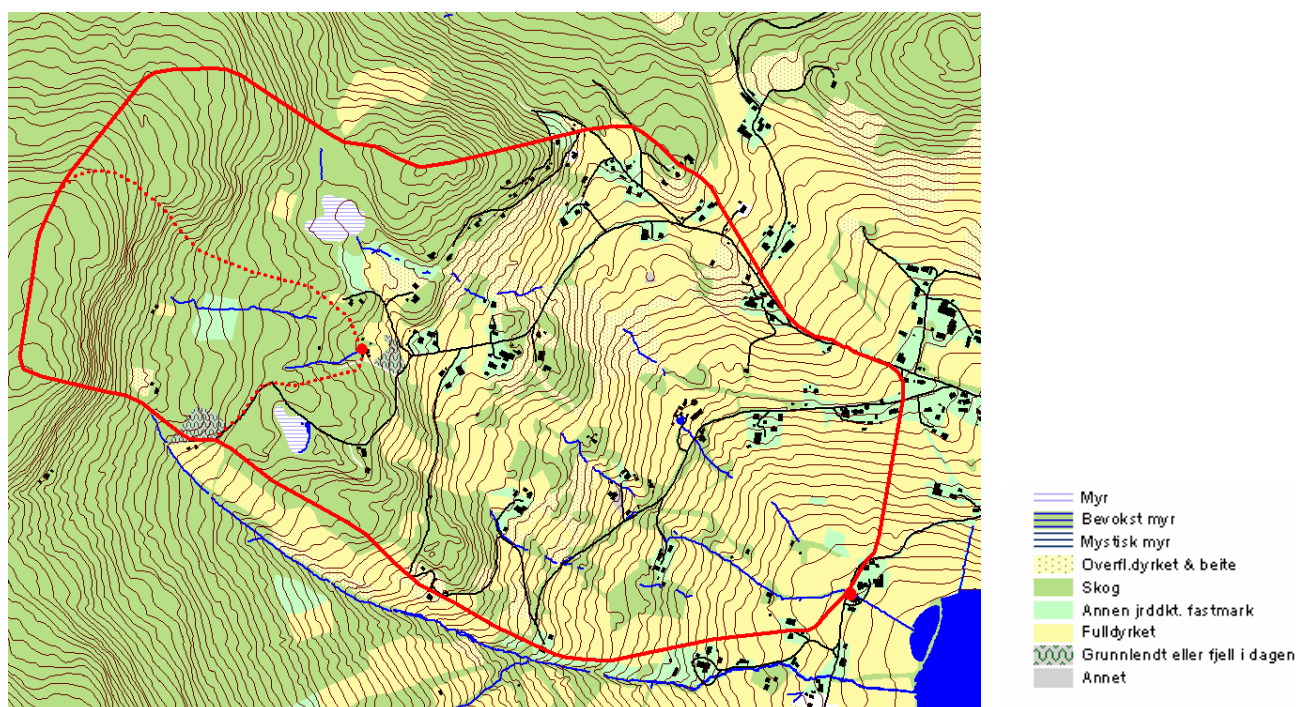 Myr
Bevokst myr
Mystisk myr
Overfl.dyrket & beite
Skog
Annen jrddkt. fastmark
Fulldyrket
Grunnlendt eller fjell i dagen
Annet